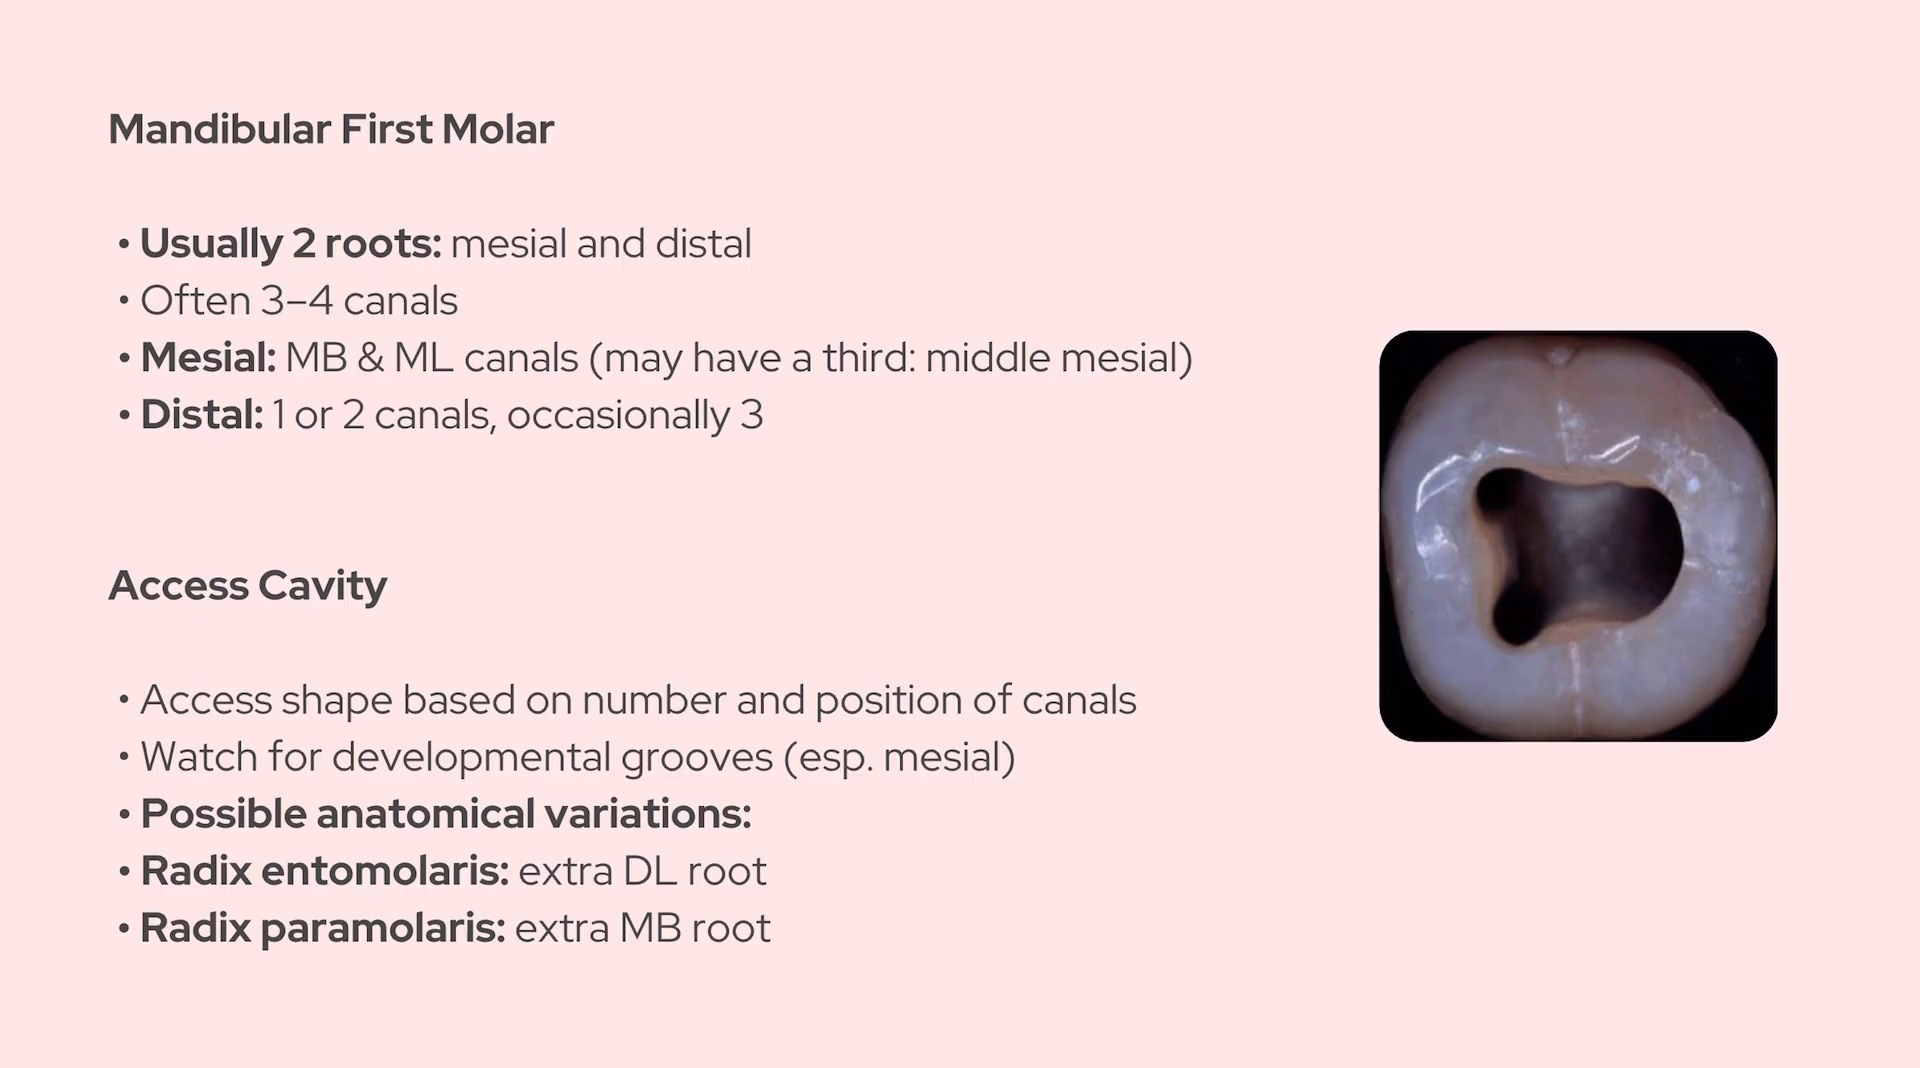 Mandibular First Molar
• Usually 2 roots: mesial and distal
• Often 3–4 canals
• Mesial: MB & ML canals (may have a third: middle mesial)
• Distal: 1 or 2 canals, occasionally 3
Access Cavity
• Access shape based on number and position of canals
• Watch for developmental grooves (esp. mesial)
• Possible anatomical variations:
• Radix entomolaris: extra DL root
• Radix paramolaris: extra MB root